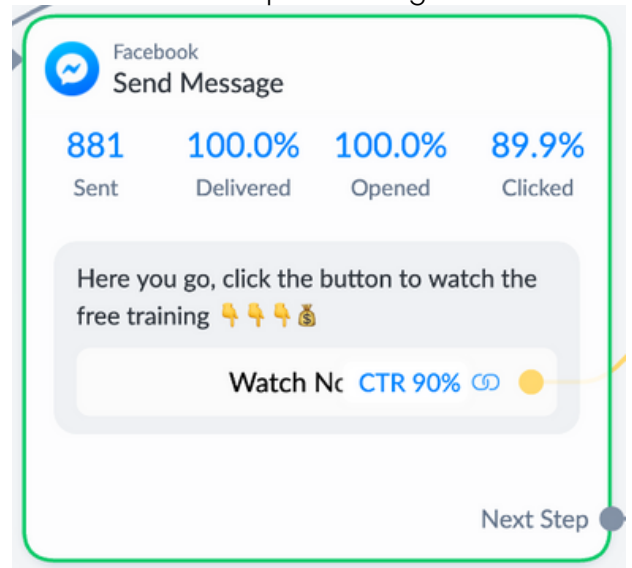 Facebook
Send Message
881 100.0% 100.0% 89.9%
Sent Delivered Opened Clicked
Here you go, click the button to watch the
free training 👇👇👇💰
Watch CTR 90%
Next Step